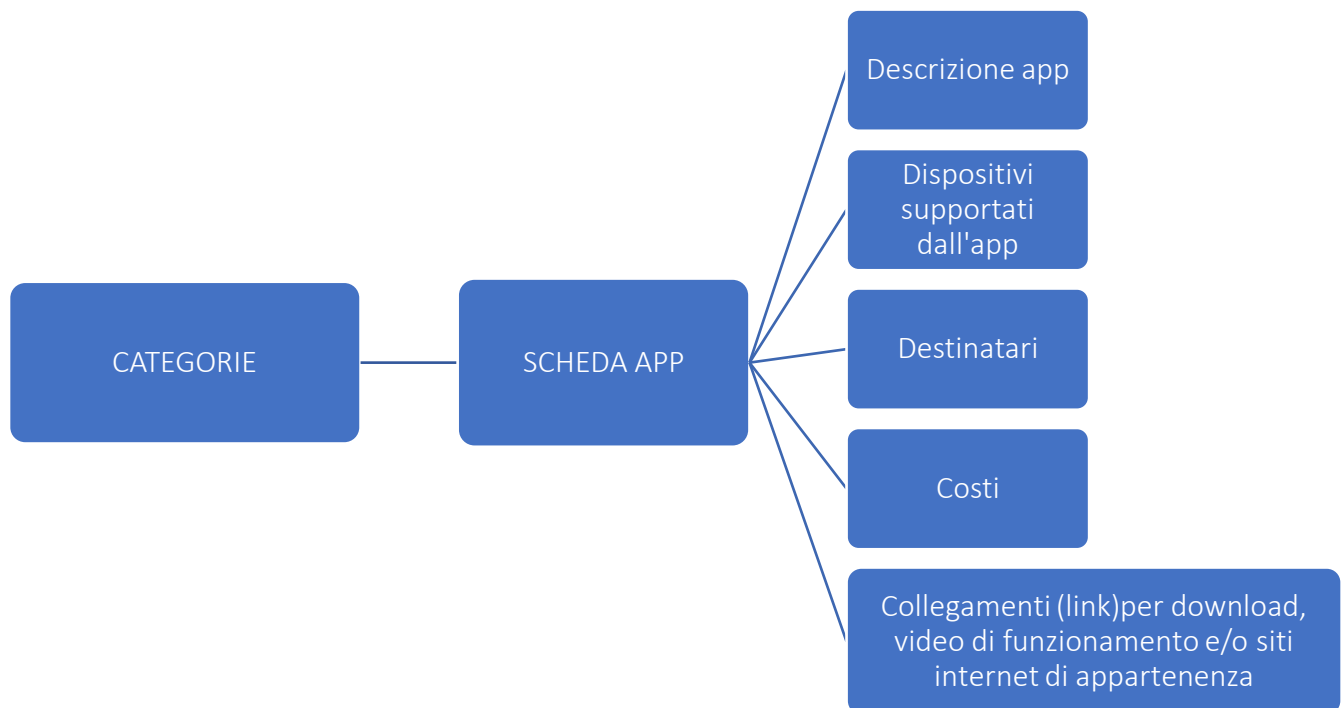 CATEGORIE
SCHEDA APP
Descrizione app
Dispositivi
supportati
dall'app
Destinatari
Costi
Collegamenti (link)per download,
video di funzionamento e/o siti
internet di appartenenza